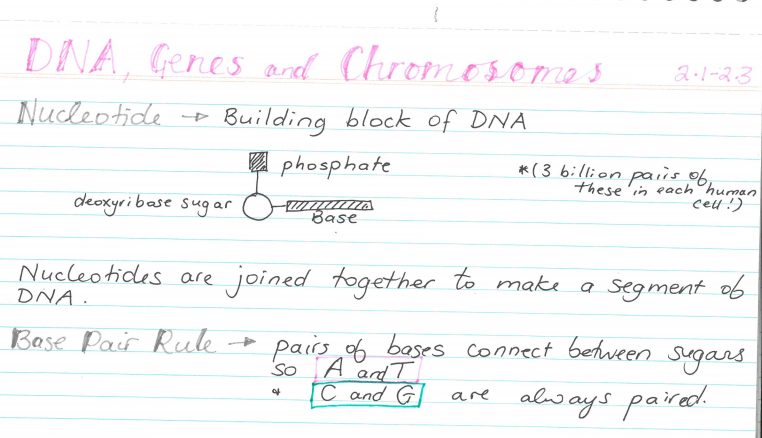 DNA, Genes and Chromosomes 2.1-2.3
Nucleotide → Building block of DNA
phosphate
*(3 billion pairs of
these in each human
cell!)
deoxyribase sugar
Base
Nucleotides are joined together to make a segment of
DNA.
Base Pair Rule → pairs of bases connect between sugars
so A and T
+ C and G are always paired.